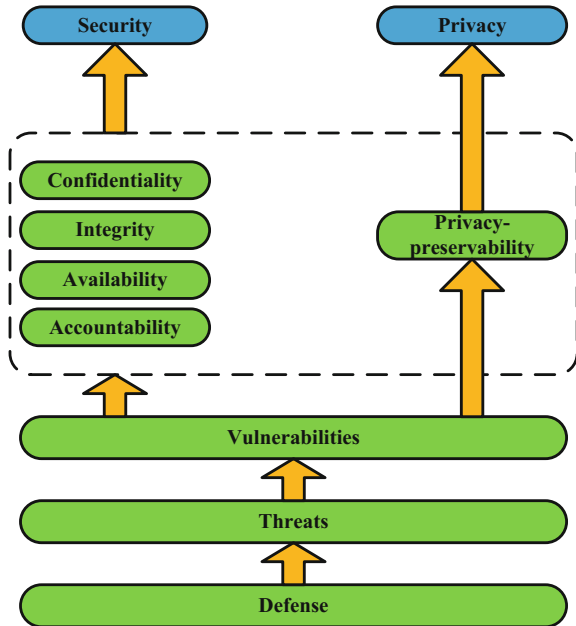 Security
Privacy
Confidentiality
Integrity
Privacy-
preservability
Availability
Accountability
Vulnerabilities
Threats
Defense